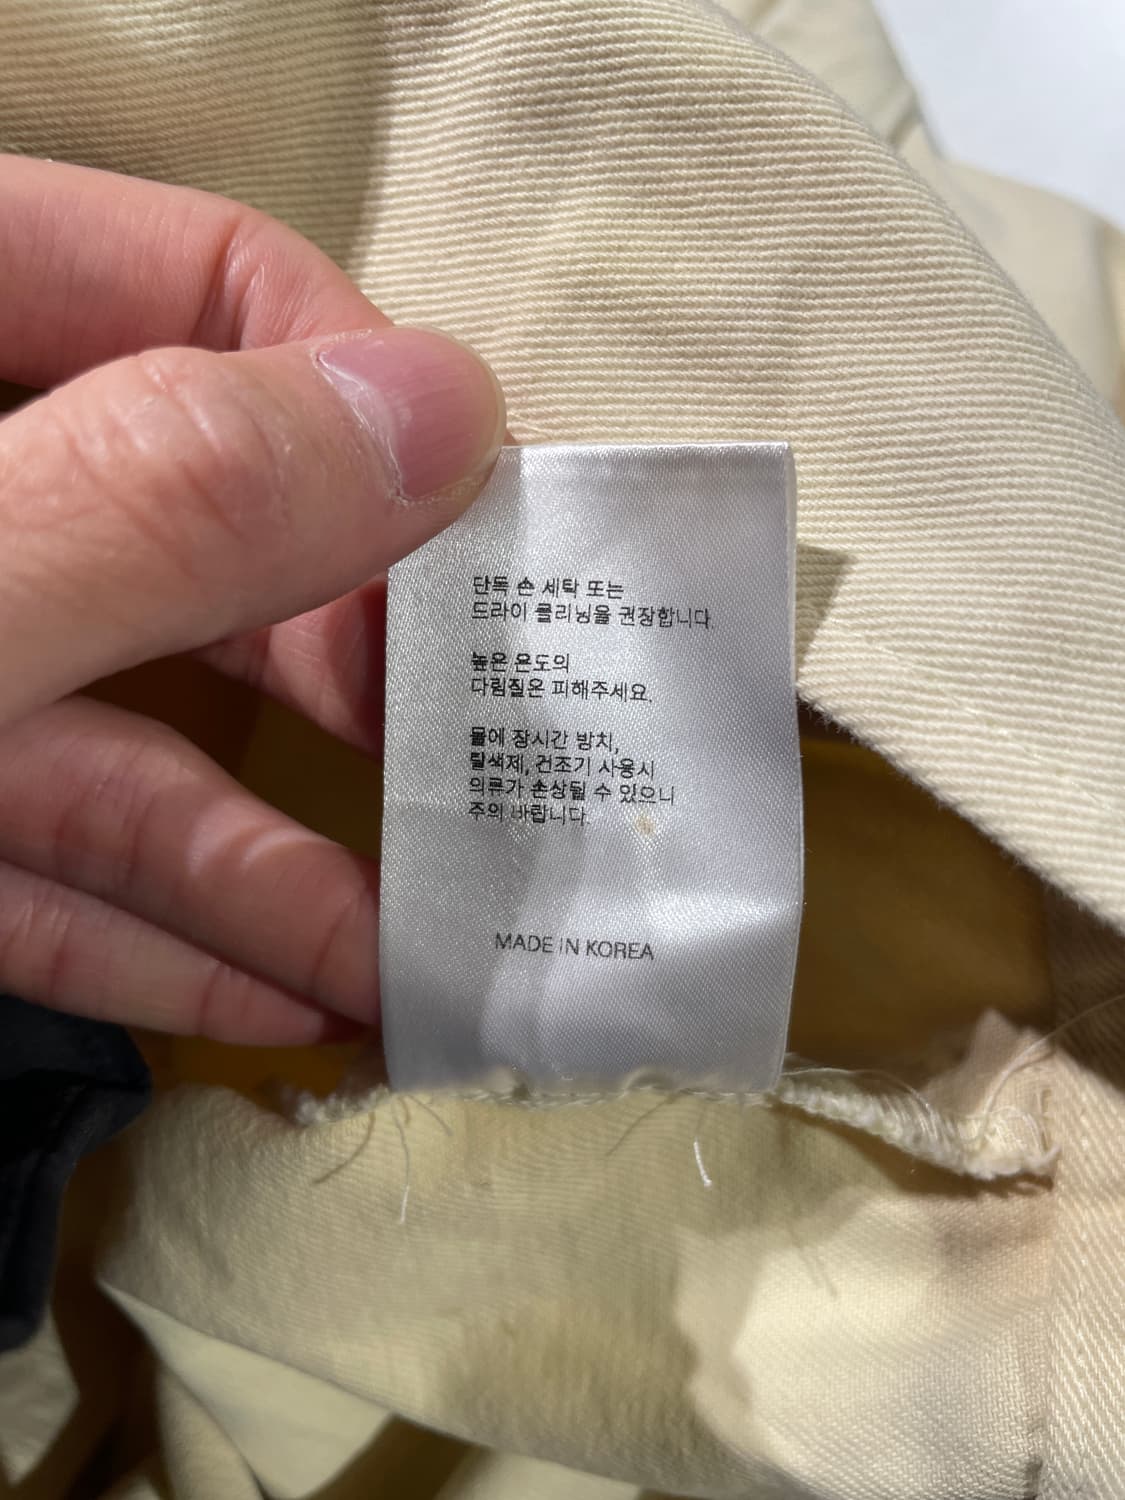 단독 손 세탁 또는
드라이 클리닝을 권장합니다.
높은 온도의
다림질은 피해주세요.
물에 장시간 방치,
탈색제, 건조기 사용시
의류가 손상될 수 있으니
주의 바랍니다.
MADE IN KOREA